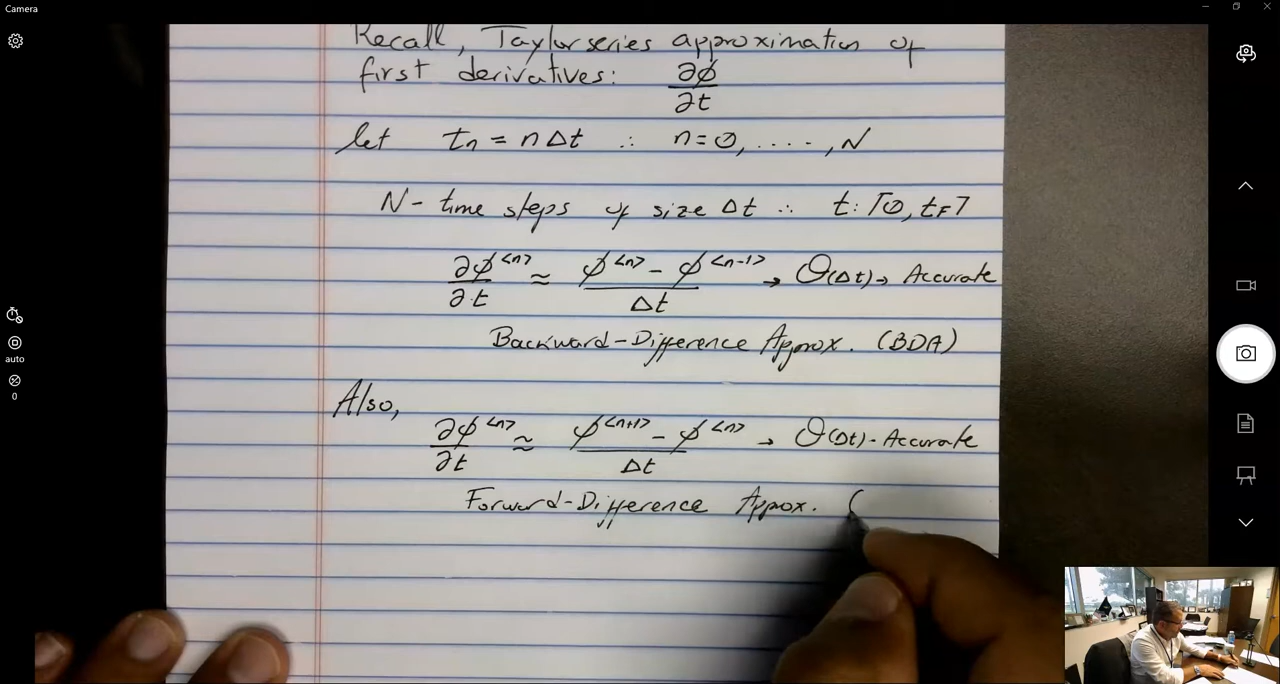 Camera
Recall, Taylor series approximation of
first derivatives: ∂φ/∂t
let tn = nΔt ∴ n=0, ...., N
N - time steps of size Δt ∴ t: [0, tF]
∂φ^<n>/∂t ≈ (φ^<n> - φ^<n-1>)/Δt → O(Δt) → Accurate
Backward-Difference Approx. (BDA)
Also,
∂φ^<n>/∂t ≈ (φ^<n+1> - φ^<n>)/Δt → O(Δt) - Accurate
Forward-Difference Approx. (
auto
0